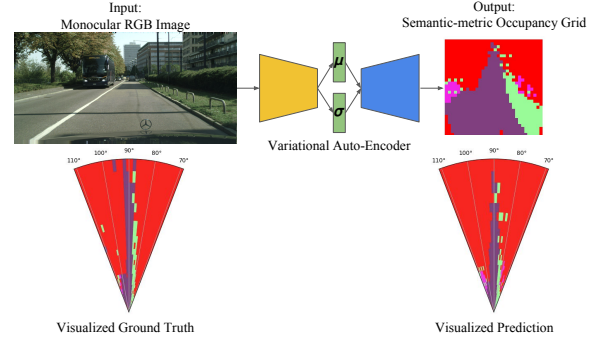 Input:
Monocular RGB Image
Output:
Semantic-metric Occupancy Grid
μ
σ
Variational Auto-Encoder
110°
100°
90°
80°
70°
110°
100°
90°
80°
70°
Visualized Ground Truth
Visualized Prediction